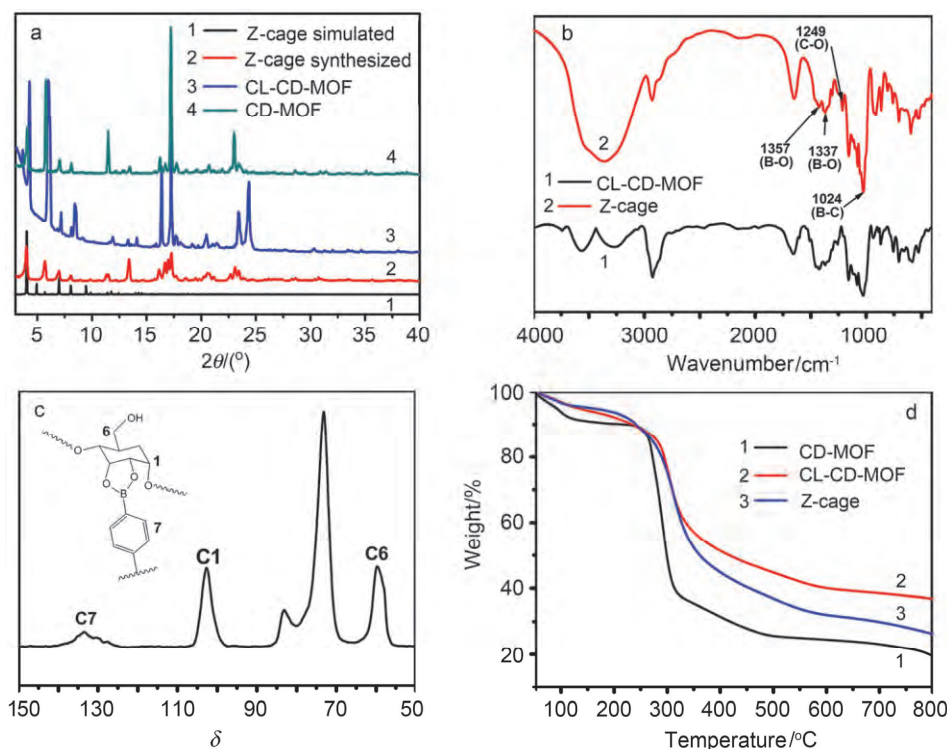 a
1 Z-cage simulated
2 Z-cage synthesized
3 CL-CD-MOF
4 CD-MOF
4
3
2
1
5 10 15 20 25 30 35 40
2θ/(°)
b
1249
(C-O)
1357
(B-O)
1337
(B-O)
1024
(B-C)
2
1 CL-CD-MOF
2 Z-cage
1
4000 3000 2000 1000
Wavenumber/cm⁻¹
c
OH
6
O
1
O
O
O
B
7
C7
C1
C6
150 130 110 90 70 50
δ
d
100
80
60
40
20
Weight/%
1 CD-MOF
2 CL-CD-MOF
3 Z-cage
2
3
1
100 200 300 400 500 600 700 800
Temperature/°C